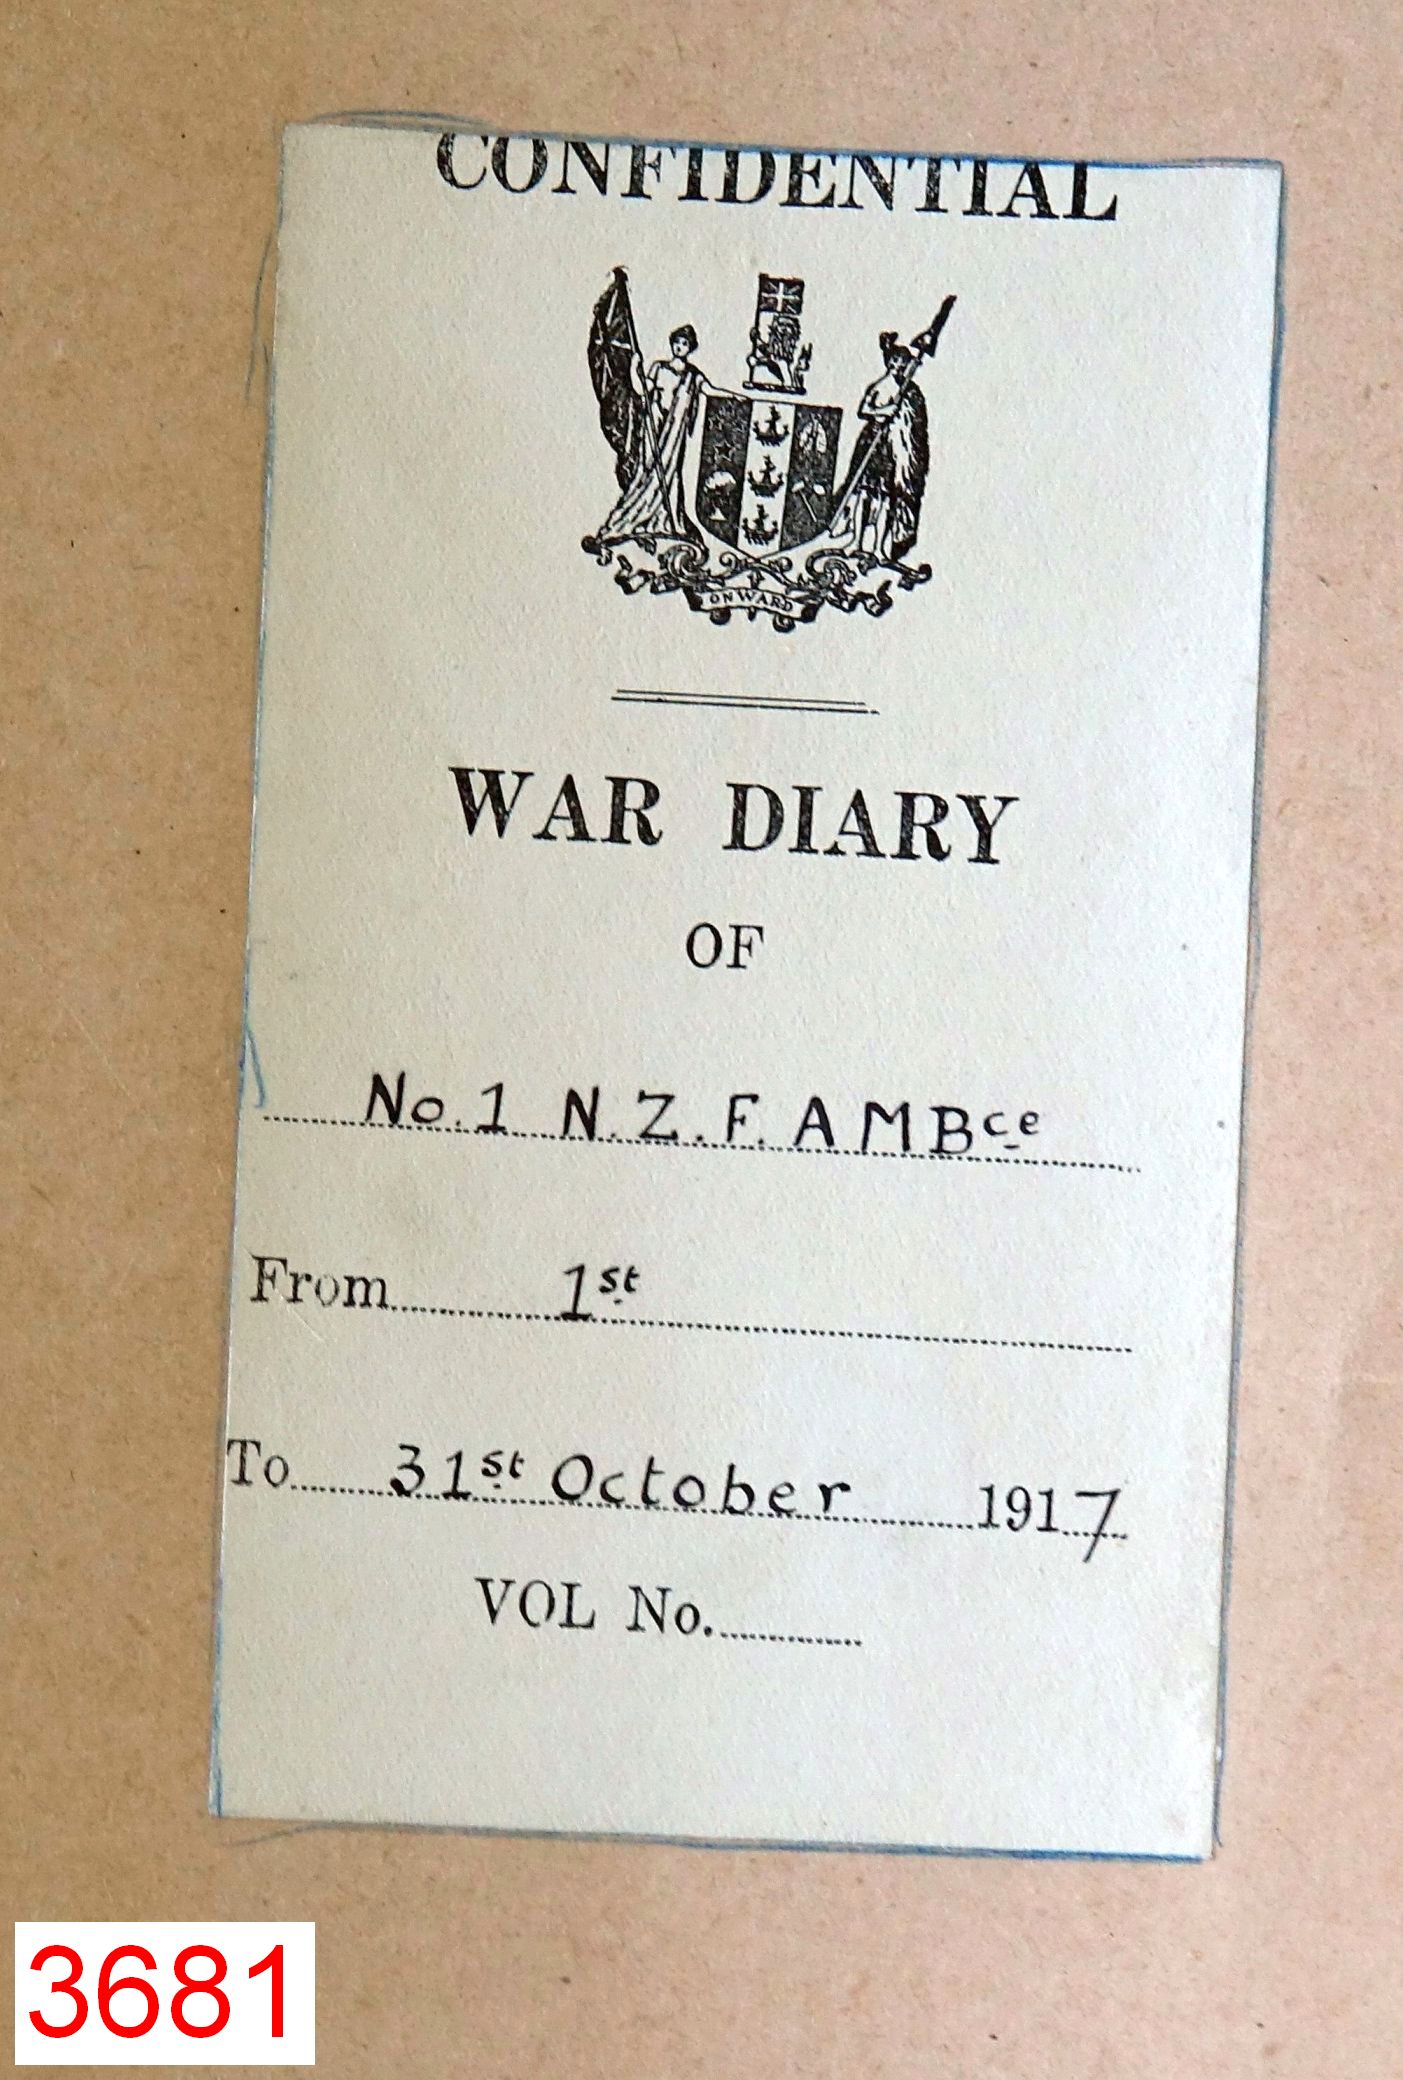 CONFIDENTIAL
ONWARD
WAR DIARY
OF
No. 1 N.Z.F. AMBce
From 1st
To 31st October 1917
VOL No.
3681